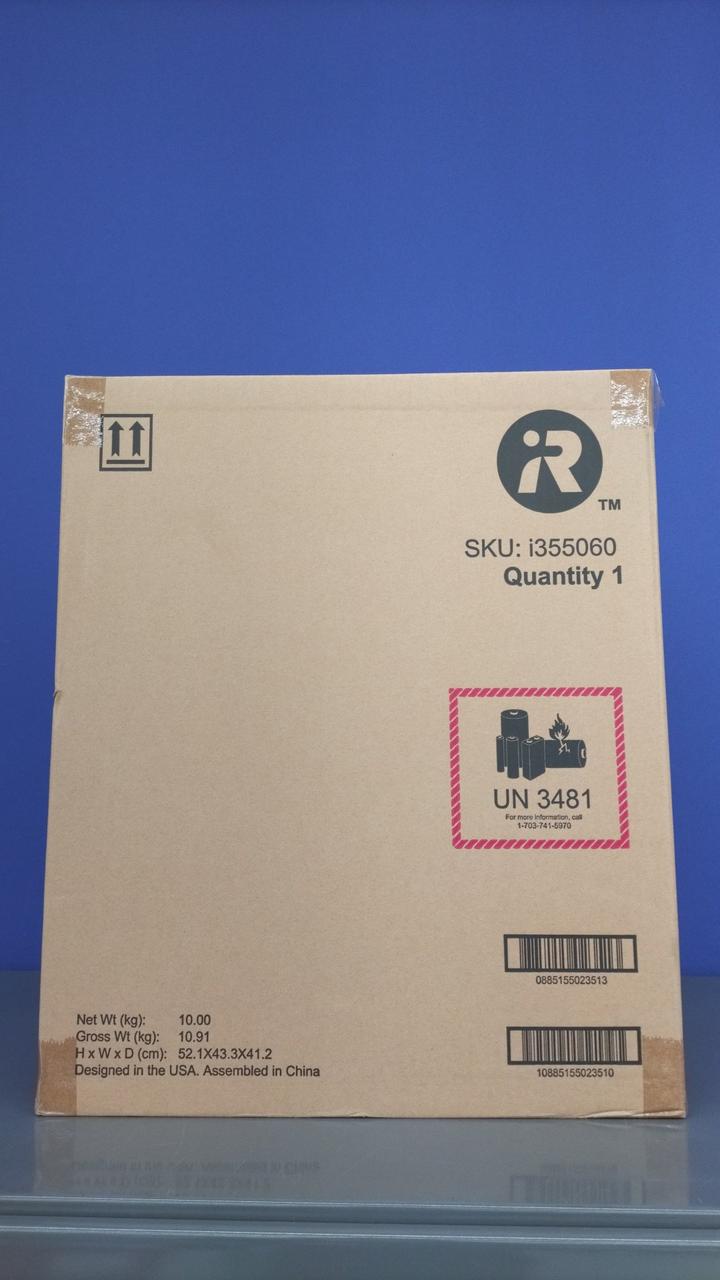 iR
TM
SKU: i355060
Quantity 1
UN 3481
For more information, call
1-703-741-5970
0885155023513
Net Wt (kg): 10.00
Gross Wt (kg): 10.91
H x W x D (cm): 52.1X43.3X41.2
Designed in the USA. Assembled in China
10885155023510